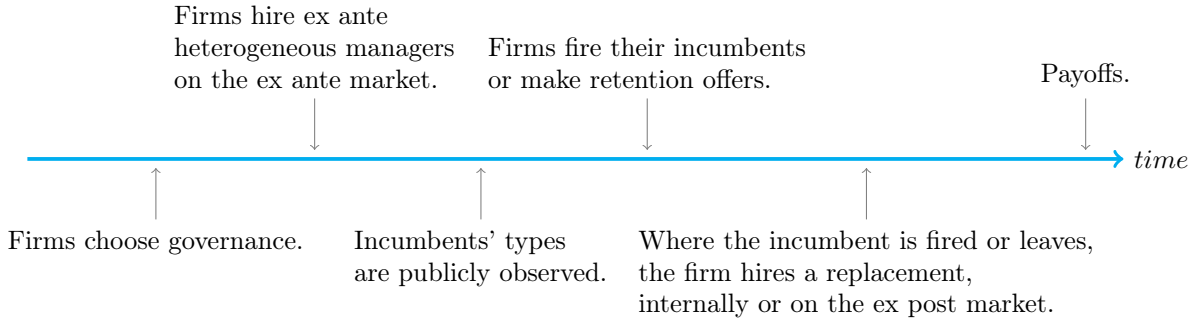 Firms hire ex ante
heterogeneous managers
on the ex ante market.
Firms fire their incumbents
or make retention offers.
Payoffs.
time
Firms choose governance.
Incumbents' types
are publicly observed.
Where the incumbent is fired or leaves,
the firm hires a replacement,
internally or on the ex post market.